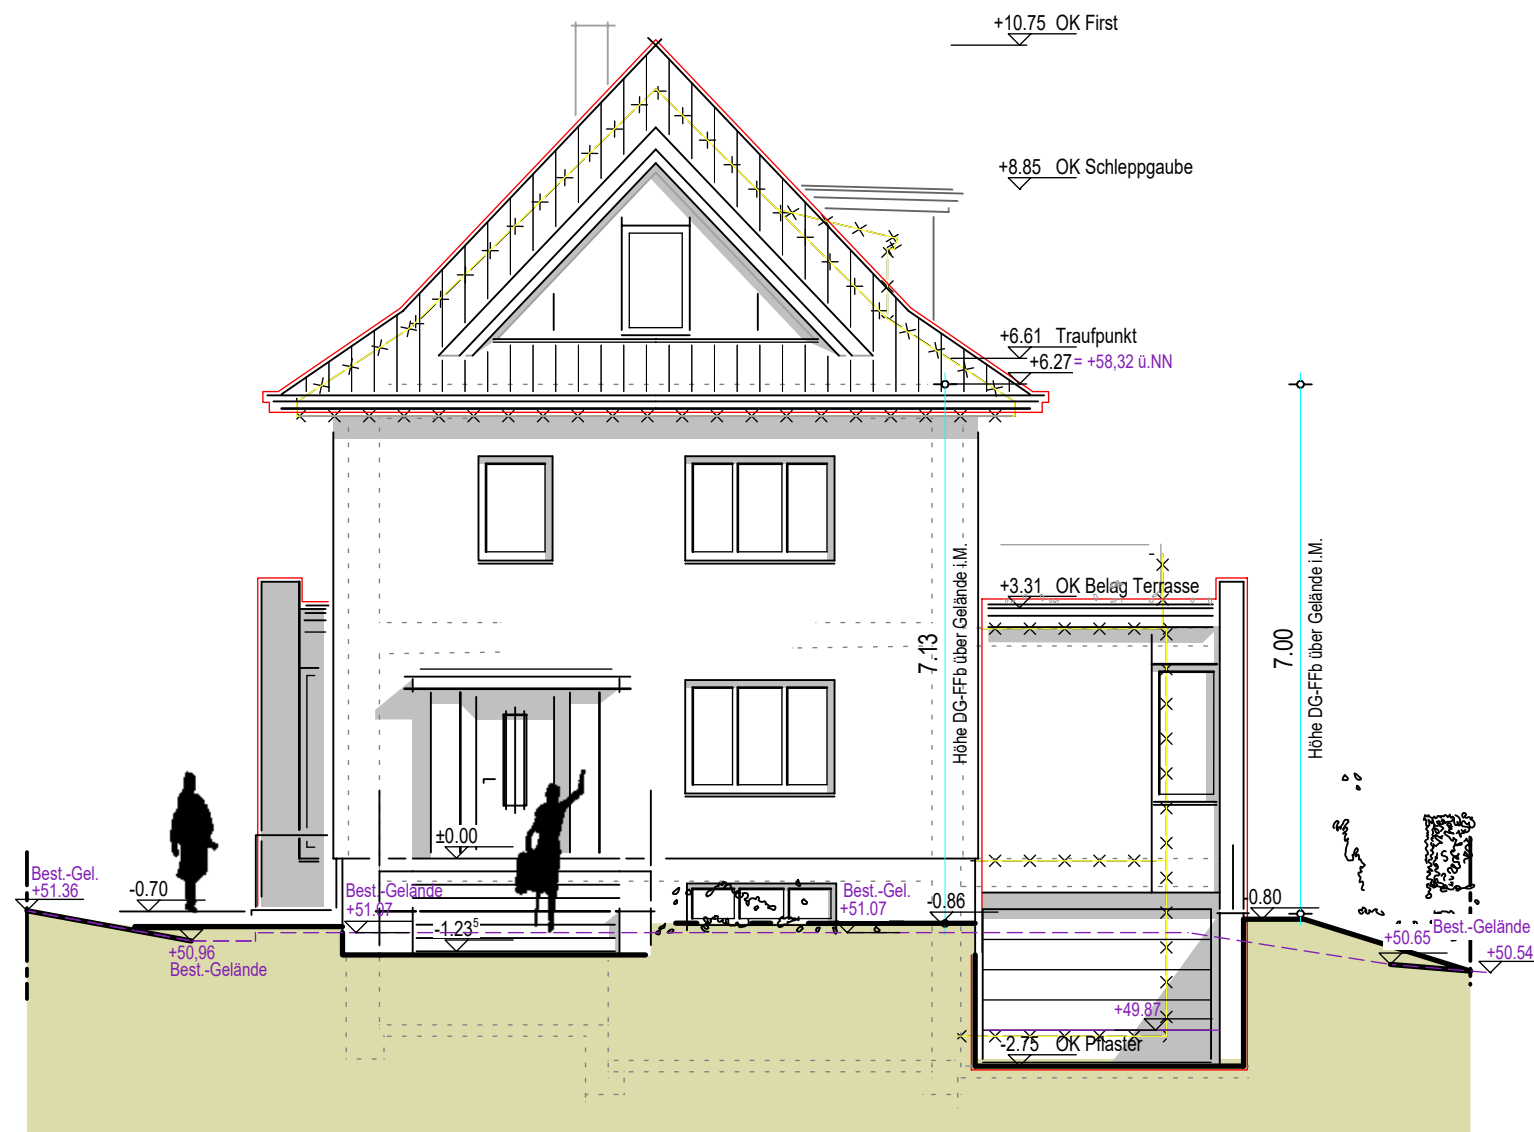 +10.75 OK First
+8.85 OK Schleppgaube
+6.61 Traufpunkt
+6.27 = +58,32 ü.NN
+3.31 OK Belag Terrasse
7.13
Höhe DG-FFb über Gelände i.M.
7.00
Höhe DG-FFb über Gelände i.M.
±0.00
Best.-Gel.
+51.36
-0.70
Best.-Gelände
+51.07
Best.-Gel.
+51.07
-0.86
-0.80
-1.23⁵
+50,96
Best.-Gelände
+50.65
Best.-Gelände
+50.54
+49.87
-2.75 OK Pflaster